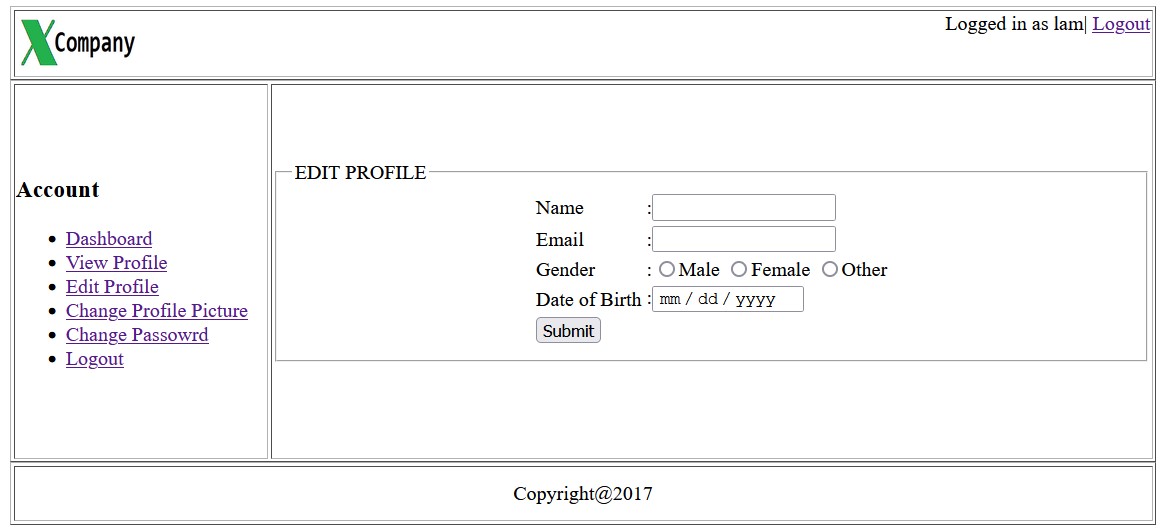 X Company
Logged in as lam| Logout
Account
Dashboard
View Profile
Edit Profile
Change Profile Picture
Change Passowrd
Logout
EDIT PROFILE
Name :
Email :
Gender : Male Female Other
Date of Birth : mm / dd / yyyy
Submit
Copyright@2017